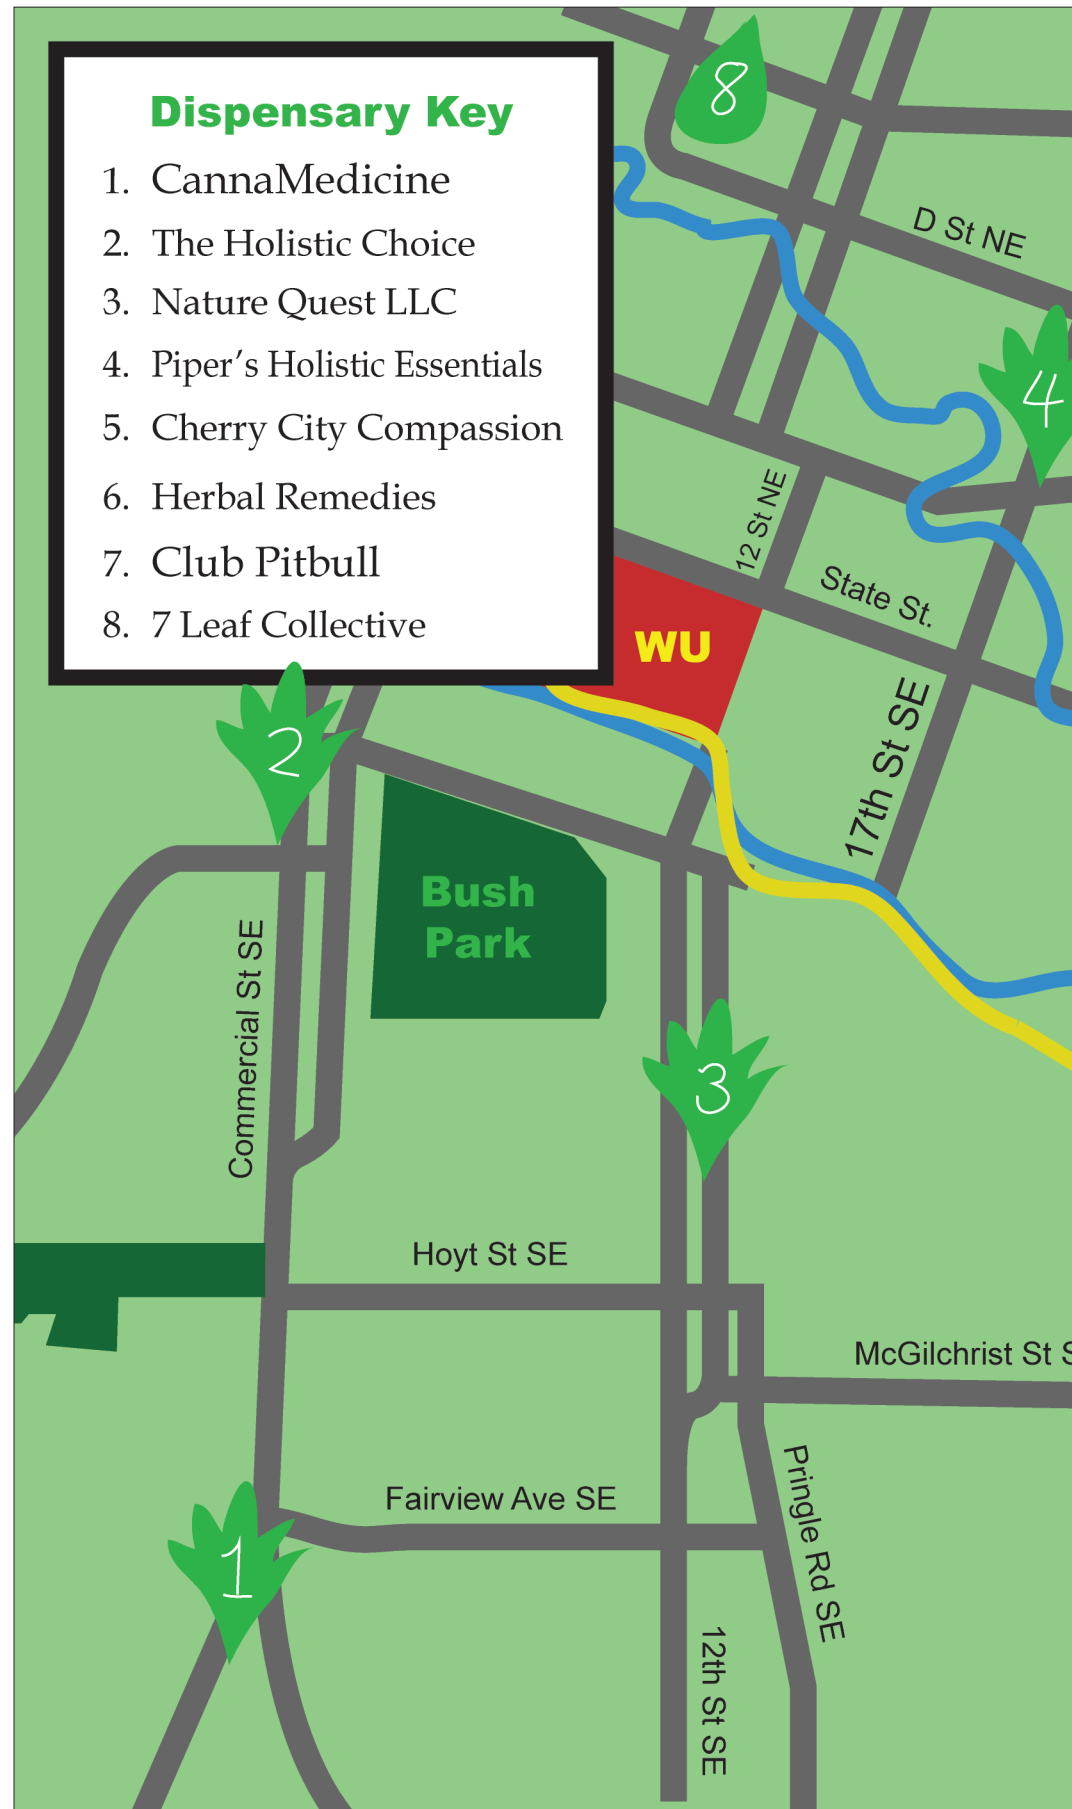 Dispensary Key
1. CannaMedicine
2. The Holistic Choice
3. Nature Quest LLC
4. Piper's Holistic Essentials
5. Cherry City Compassion
6. Herbal Remedies
7. Club Pitbull
8. 7 Leaf Collective
8
D St NE
4
12 St NE
State St.
WU
17th St SE
2
Bush
Park
Commercial St SE
3
Hoyt St SE
McGilchrist St S
Fairview Ave SE
Pringle Rd SE
1
12th St SE